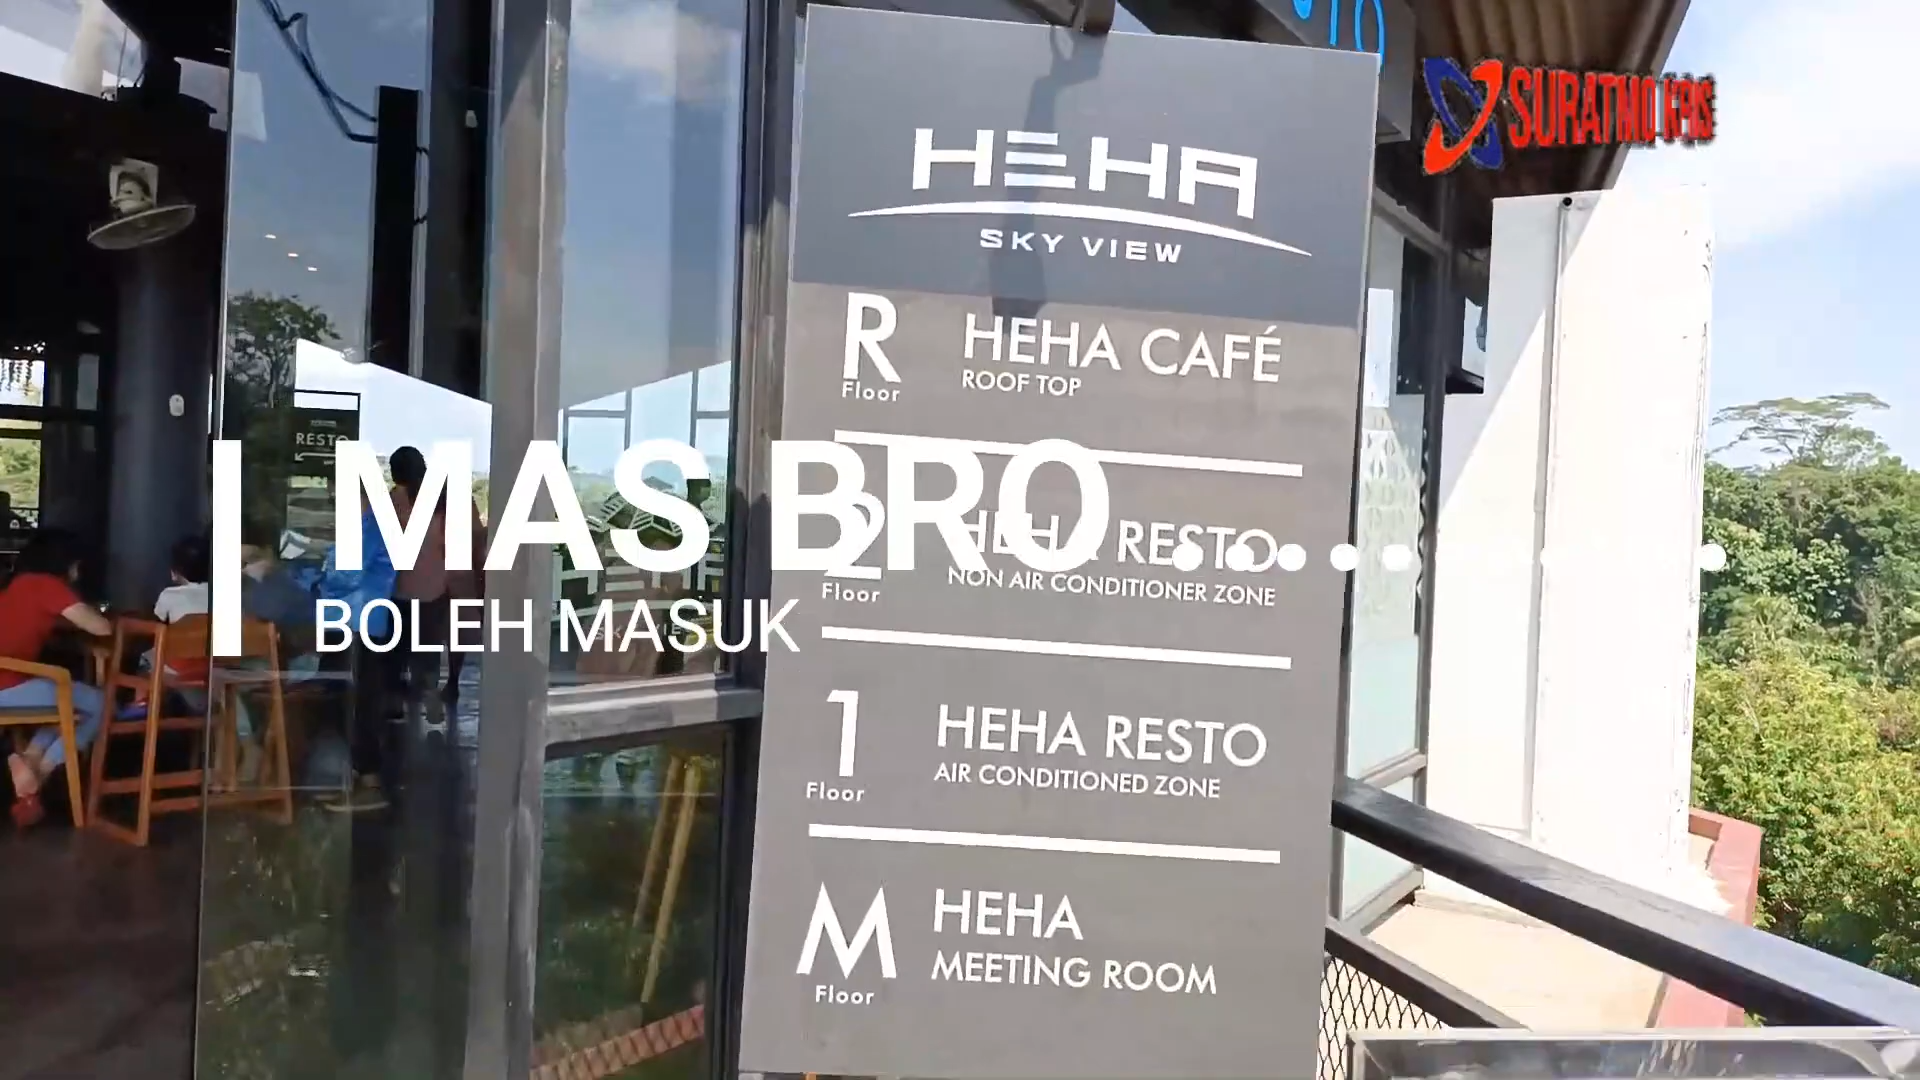 SURATMO KRIS
HEHA
SKY VIEW
R Floor
HEHA CAFÉ
ROOF TOP
RESTO
MAS BRO...........
BOLEH MASUK
2 Floor
HEHA RESTO
NON AIR CONDITIONER ZONE
1 Floor
HEHA RESTO
AIR CONDITIONED ZONE
M Floor
HEHA
MEETING ROOM